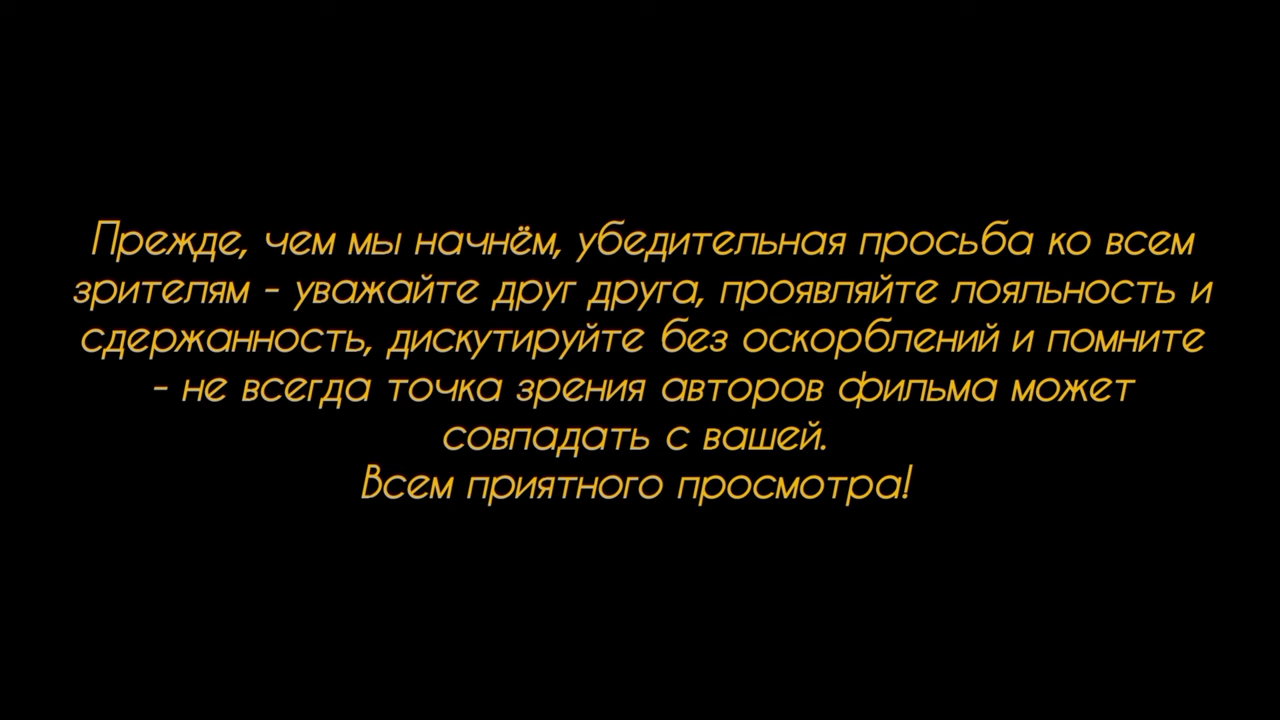 Прежде, чем мы начнём, убедительная просьба ко всем
зрителям - уважайте друг друга, проявляйте лояльность и
сдержанность, дискутируйте без оскорблений и помните
- не всегда точка зрения авторов фильма может
совпадать с вашей.
Всем приятного просмотра!